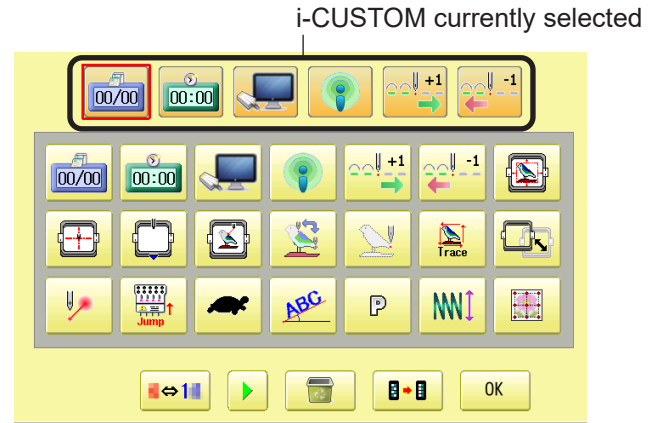 i-CUSTOM currently selected
00/00 00:00 +1 -1
00/00 00:00 +1 -1
Trace
Jump ABC P
1 OK